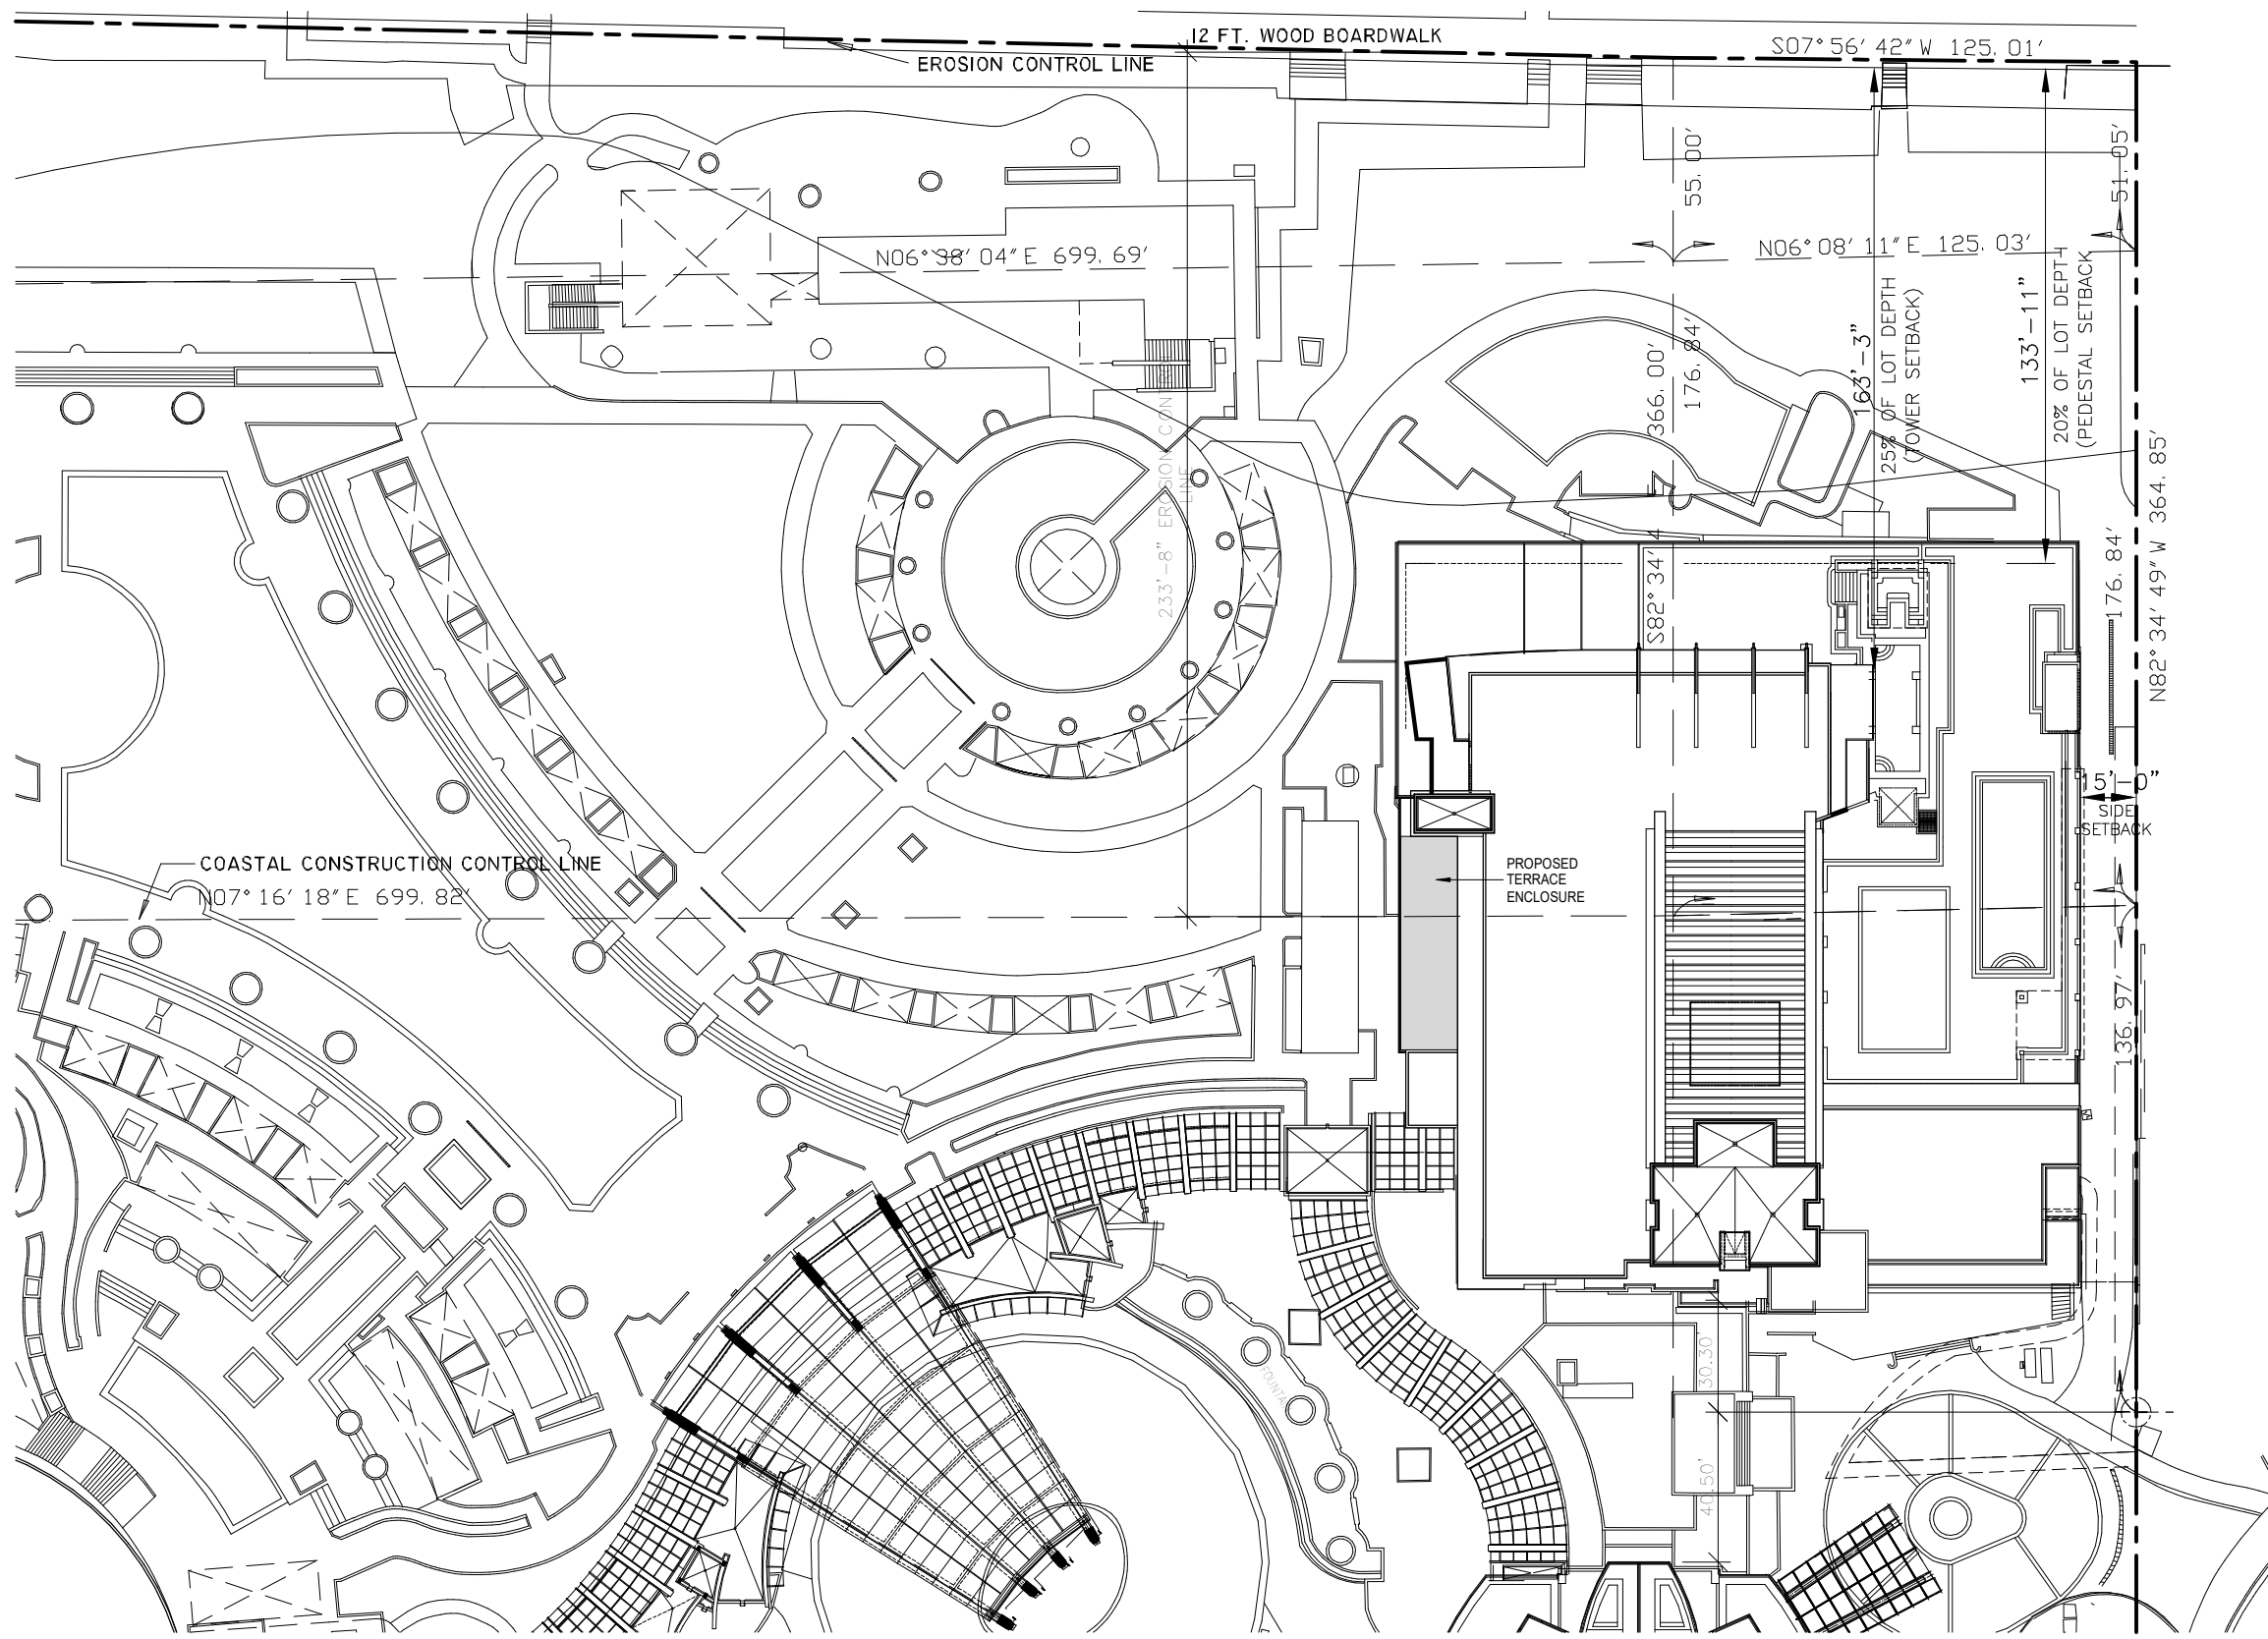 12 FT. WOOD BOARDWALK
EROSION CONTROL LINE
S07° 56' 42" W 125. 01'
55. 00'
51. 05'
N06° 38' 04" E 699. 69'
N06° 08' 11" E 125. 03'
366. 00'
176. 84'
163'-3"
25% OF LOT DEPTH
(TOWER SETBACK)
133'-11"
20% OF LOT DEPTH
(PEDESTAL SETBACK
N82° 34' 49" W 364. 85'
176. 84'
233'-8" EROSION
LINE
S82° 34'
15'-0"
SIDE
SETBACK
COASTAL CONSTRUCTION CONTROL LINE
N07° 16' 18" E 699. 82'
PROPOSED
TERRACE
ENCLOSURE
136. 97'
30.30'
40.50'